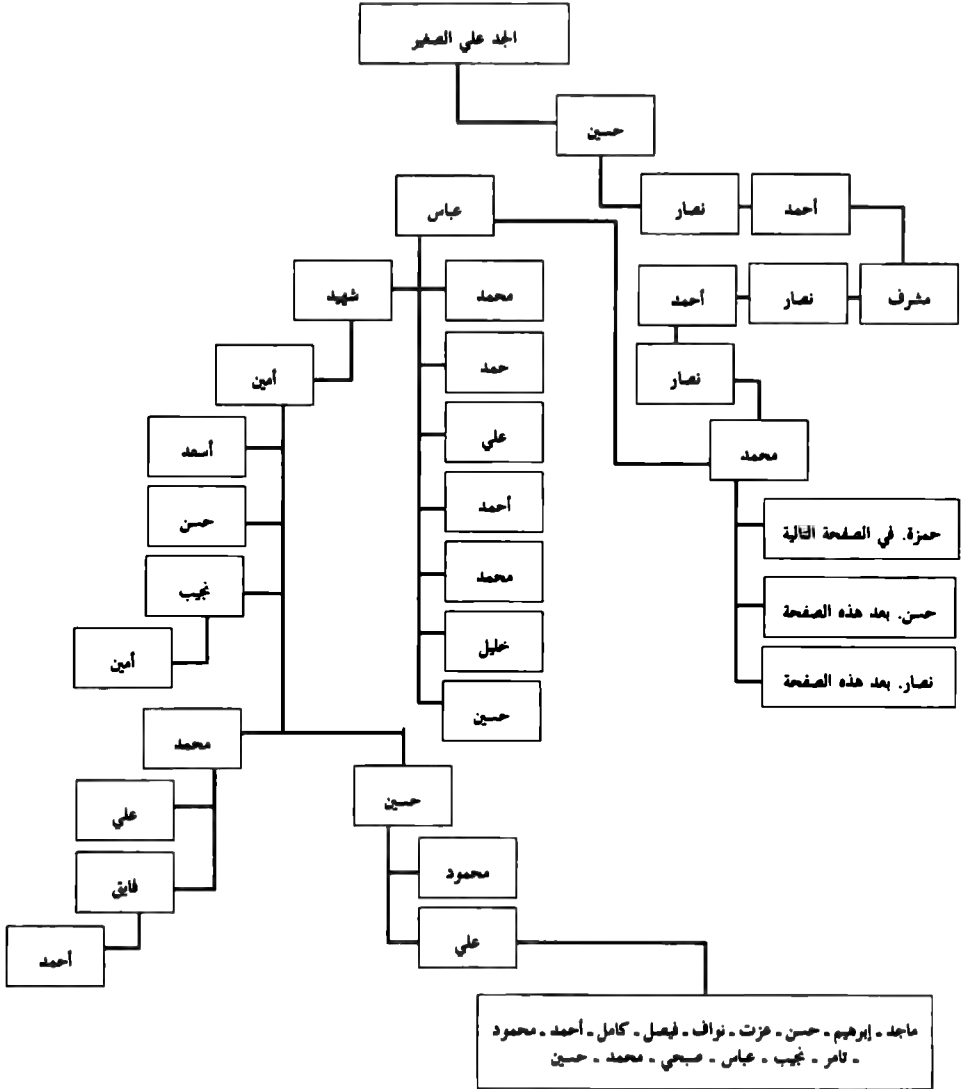 الجد علي الصغير
حسين
نصار
أحمد
مشرف
نصار
أحمد
نصار
محمد
حمزة. في الصفحة التالية
حسن. بعد هذه الصفحة
نصار. بعد هذه الصفحة
عباس
شهيد
محمد
حمد
علي
أحمد
محمد
خليل
حسين
أمين
أسعد
حسن
نجيب
أمين
محمد
علي
فايق
أحمد
حسين
محمود
علي
ماجد ـ إبرهيم ـ حسن ـ عزت ـ نواف ـ فيصل ـ كامل ـ أحمد ـ محمود
ـ تامر ـ نجيب ـ عباس ـ صبحي ـ محمد ـ حسين